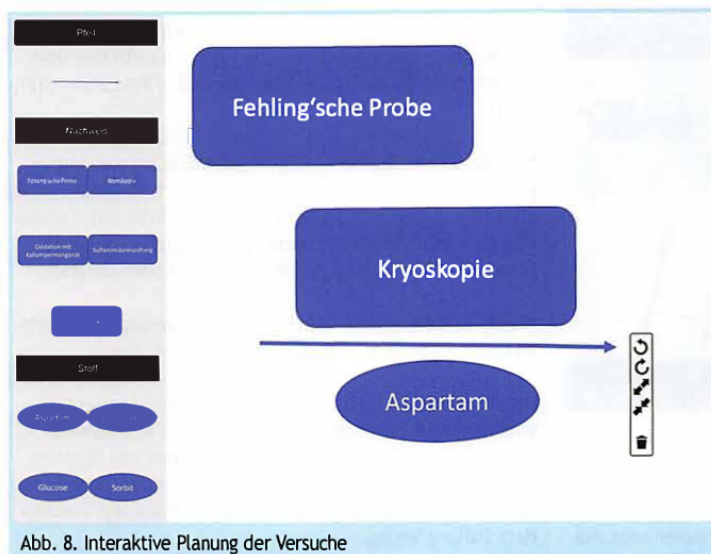 Pfeil
Nachweis
Fehling'sche Probe
Kryoskopie
Oxidation mit
Kaliumpermanganat
Stoff
Aspartam
Glucose
Sorbit
Fehling'sche Probe
Kryoskopie
Aspartam
Abb. 8. Interaktive Planung der Versuche